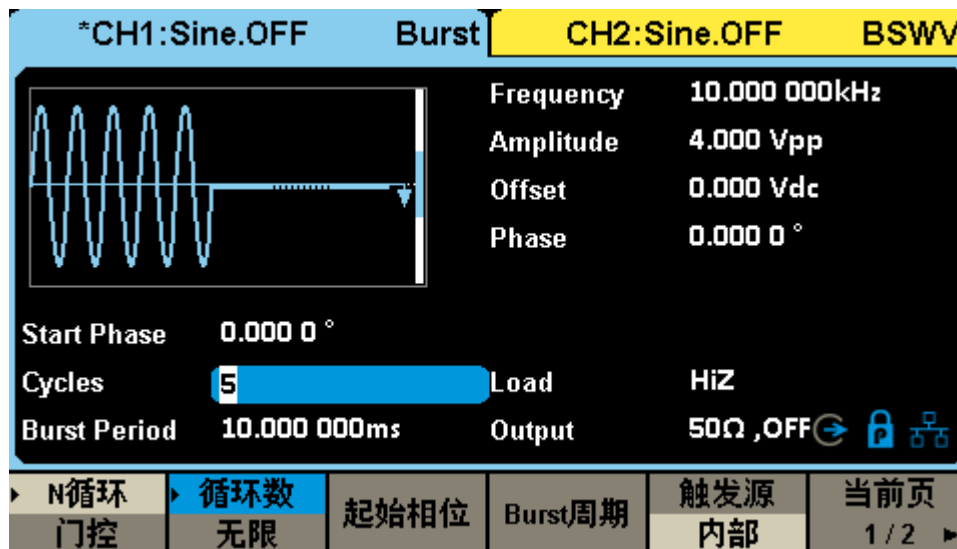 *CH1:Sine.OFF Burst CH2:Sine.OFF BSWV
Frequency 10.000 000kHz
Amplitude 4.000 Vpp
Offset 0.000 Vdc
Phase 0.000 0 °
Start Phase 0.000 0 °
Cycles 5 Load HiZ
Burst Period 10.000 000ms Output 50Ω ,OFF P
N循环 循环数 起始相位 Burst周期 触发源 当前页
门控 无限 内部 1 / 2